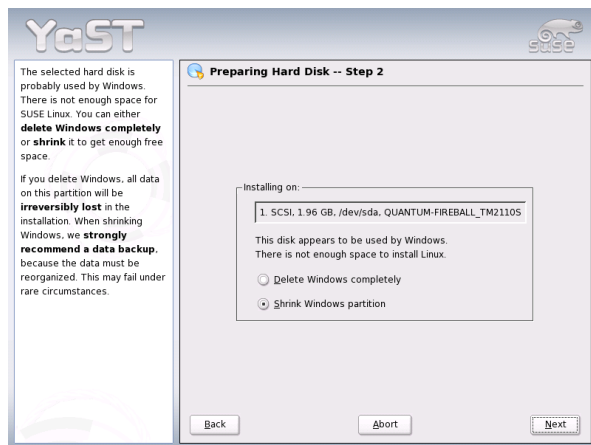 YaST
SUSE
The selected hard disk is
probably used by Windows.
There is not enough space for
SUSE Linux. You can either
delete Windows completely
or shrink it to get enough free
space.
If you delete Windows, all data
on this partition will be
irreversibly lost in the
installation. When shrinking
Windows, we strongly
recommend a data backup,
because the data must be
reorganized. This may fail under
rare circumstances.
Preparing Hard Disk -- Step 2
Installing on:
1. SCSI, 1.96 GB, /dev/sda, QUANTUM-FIREBALL_TM2110S
This disk appears to be used by Windows.
There is not enough space to install Linux.
Delete Windows completely
Shrink Windows partition
Back
Abort
Next